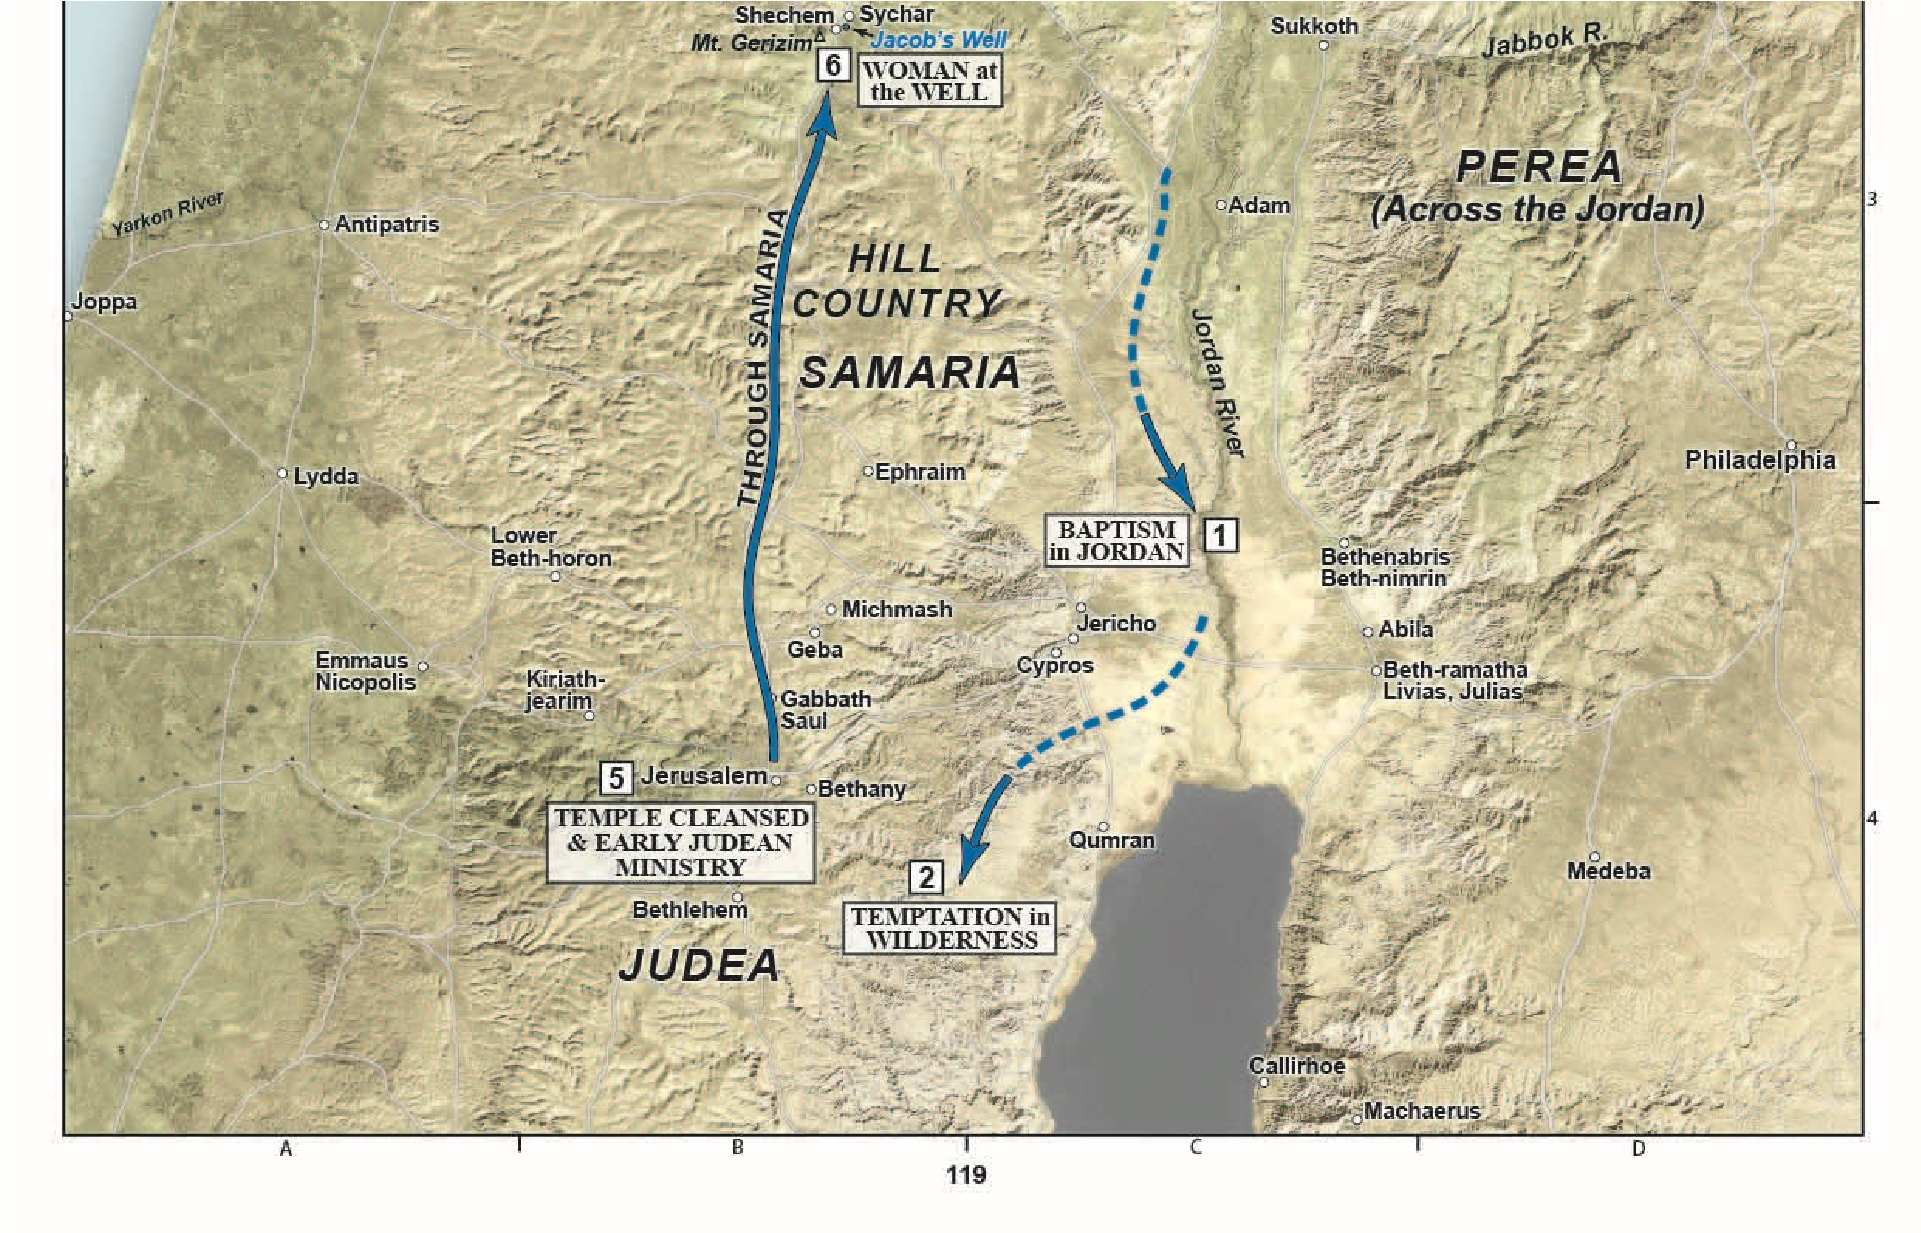 Shechem
Sychar
Mt. Gerizim
Jacob's Well
6
WOMAN at
the WELL
Sukkoth
Jabbok R.
PEREA
(Across the Jordan)
3
Yarkon River
Antipatris
Adam
HILL
COUNTRY
SAMARIA
THROUGH SAMARIA
Joppa
Jordan River
Philadelphia
Lydda
Ephraim
BAPTISM
in JORDAN
1
Lower
Beth-horon
Bethenabris
Beth-nimrin
Michmash
Geba
Jericho
Cypros
Abila
Emmaus
Nicopolis
Kiriath-
jearim
Beth-ramatha
Livias, Julias
Gabbath
Saul
5
Jerusalem
Bethany
TEMPLE CLEANSED
& EARLY JUDEAN
MINISTRY
Qumran
4
2
Medeba
TEMPTATION in
WILDERNESS
Bethlehem
JUDEA
Callirhoe
Machaerus
A
B
C
D
119